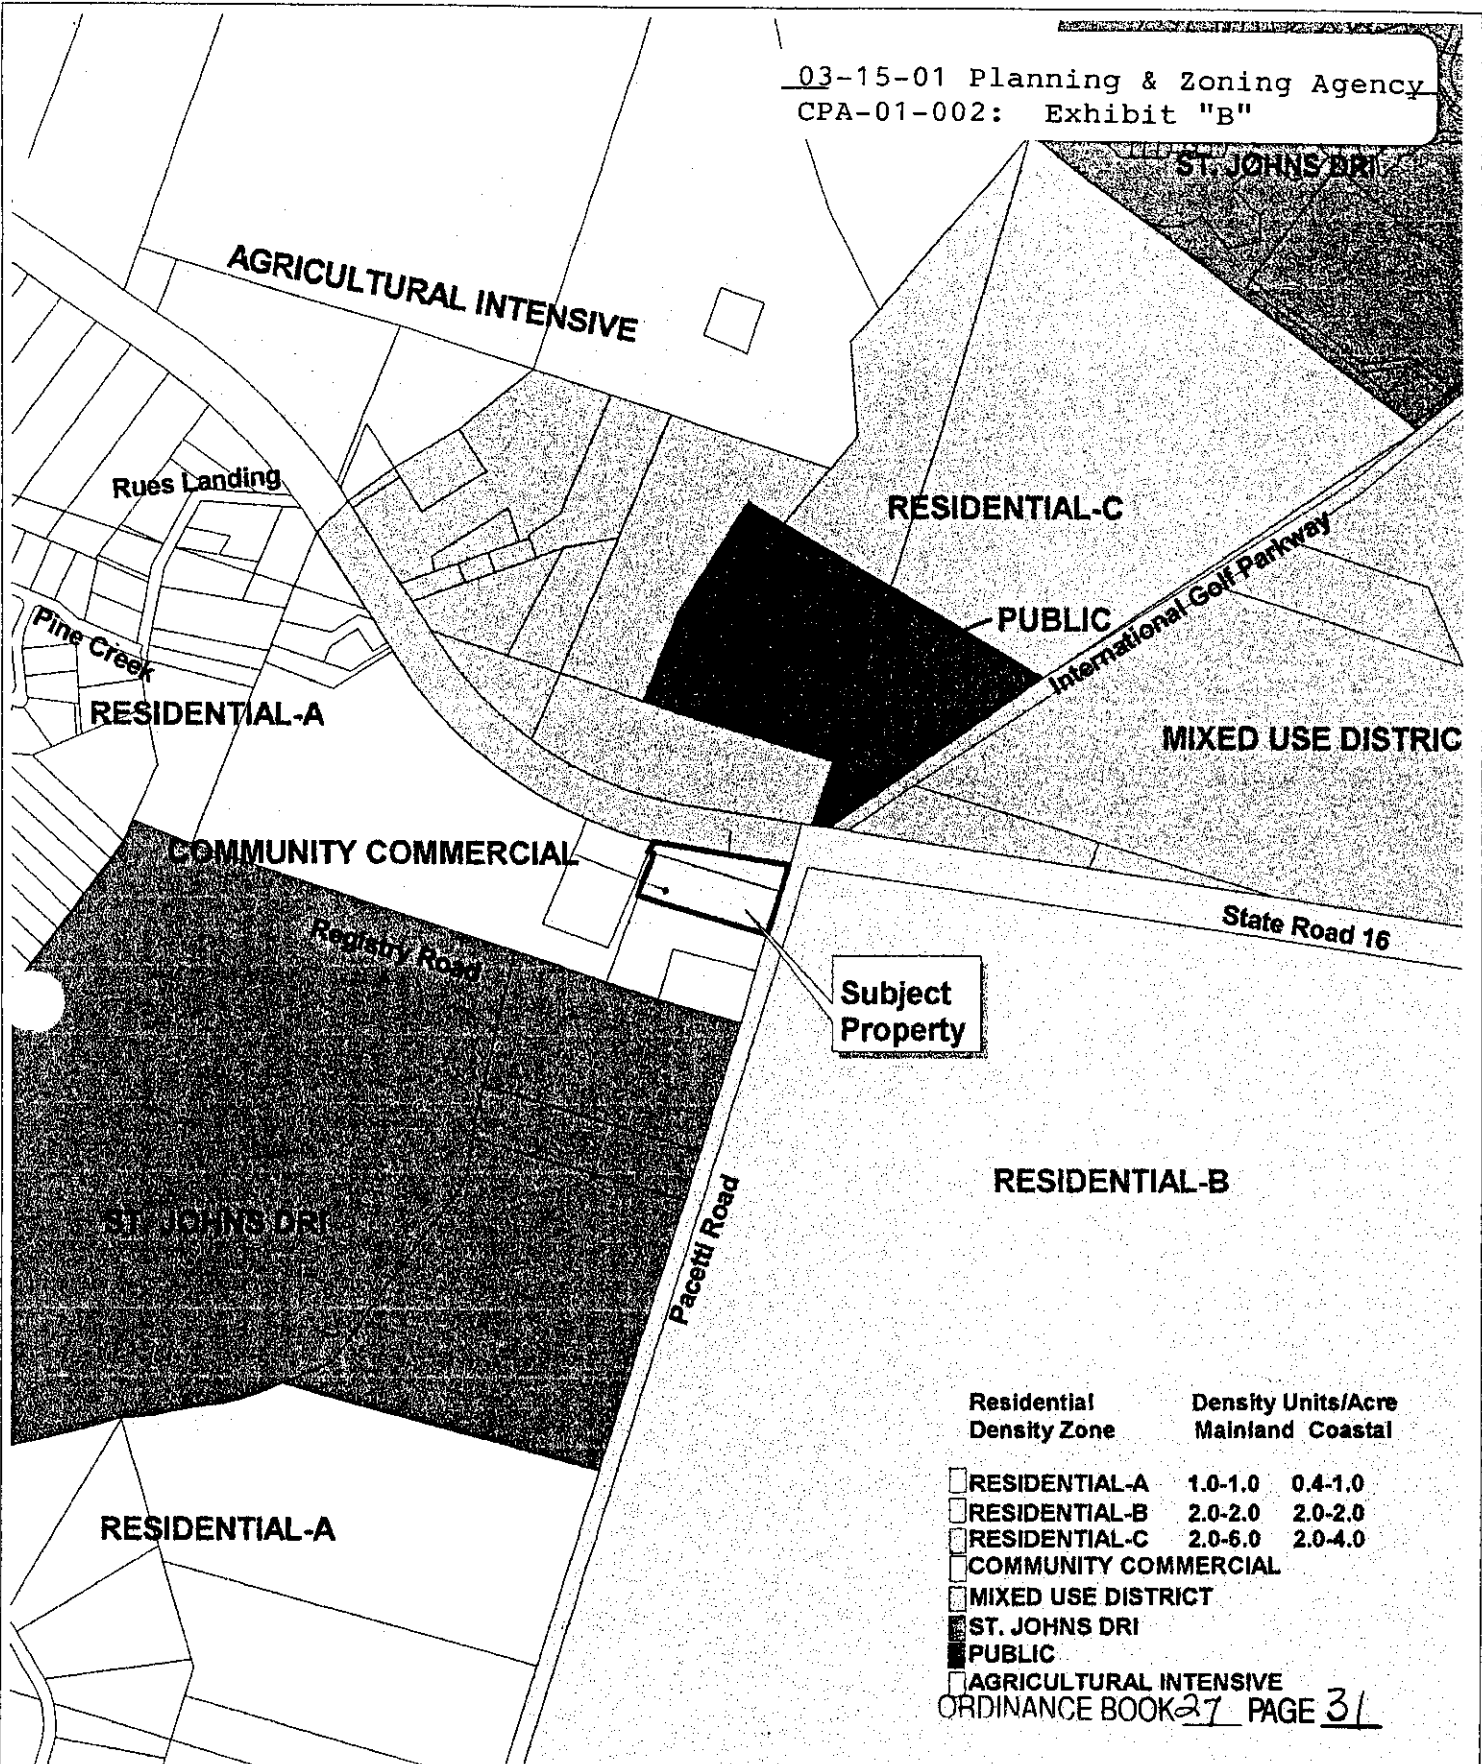 03-15-01 Planning & Zoning Agency
CPA-01-002: Exhibit "B"
ST. JOHNS DRI
AGRICULTURAL INTENSIVE
Rues Landing
RESIDENTIAL-C
International Golf Parkway
PUBLIC
Pine Creek
RESIDENTIAL-A
MIXED USE DISTRIC
COMMUNITY COMMERCIAL
State Road 16
Registry Road
Subject
Property
RESIDENTIAL-B
ST. JOHNS DRI
Pacetti Road
Residential Density Units/Acre
Density Zone Mainland Coastal
RESIDENTIAL-A 1.0-1.0 0.4-1.0
RESIDENTIAL-B 2.0-2.0 2.0-2.0
RESIDENTIAL-C 2.0-6.0 2.0-4.0
COMMUNITY COMMERCIAL
MIXED USE DISTRICT
ST. JOHNS DRI
PUBLIC
AGRICULTURAL INTENSIVE
RESIDENTIAL-A
ORDINANCE BOOK 27 PAGE 31